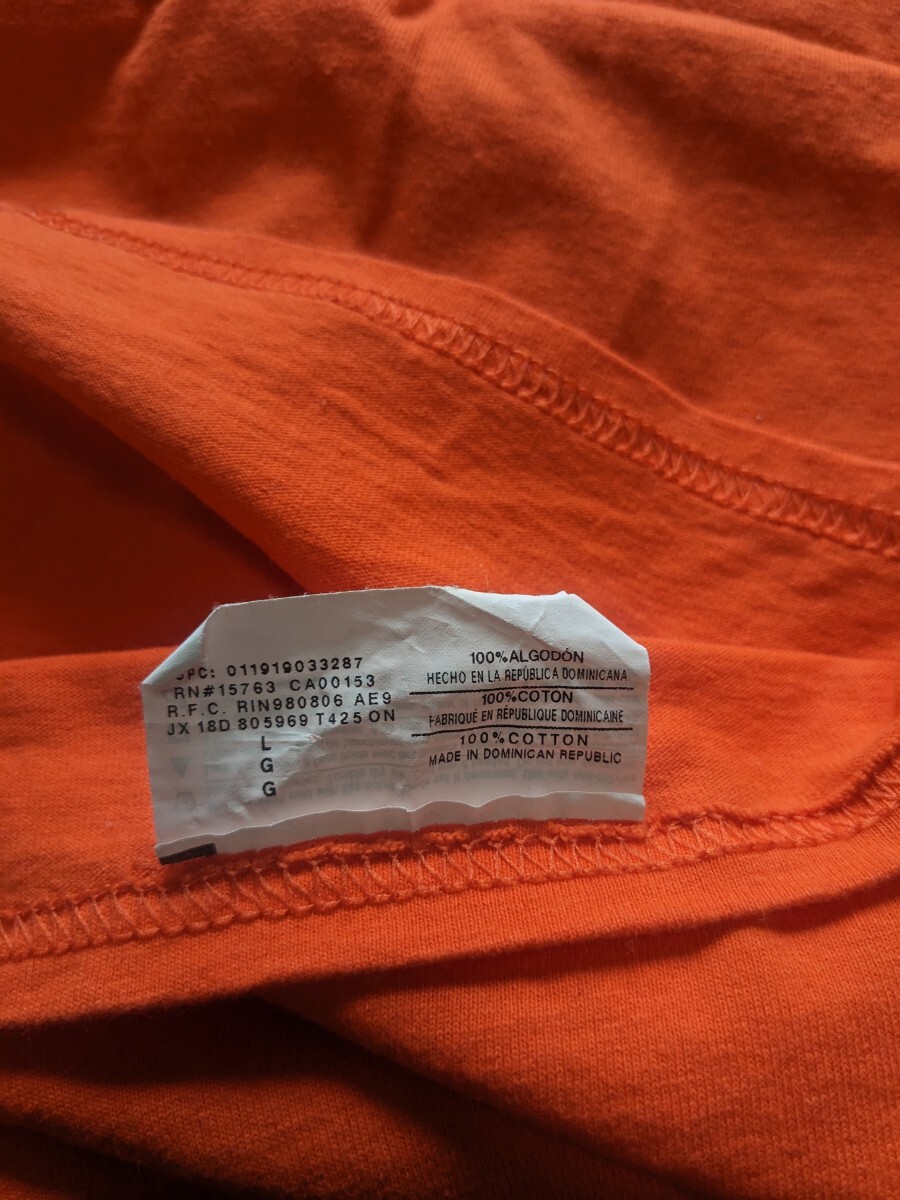 UPC: 011919033287
RN#15763 CA00153
R.F.C. RIN980806 AE9
JX 18D 805969 T425 ON
L
G
G
100%ALGODÓN
HECHO EN LA REPÚBLICA DOMINICANA
100%COTON
FABRIQUÉ EN RÉPUBLIQUE DOMINICAINE
100%COTTON
MADE IN DOMINICAN REPUBLIC